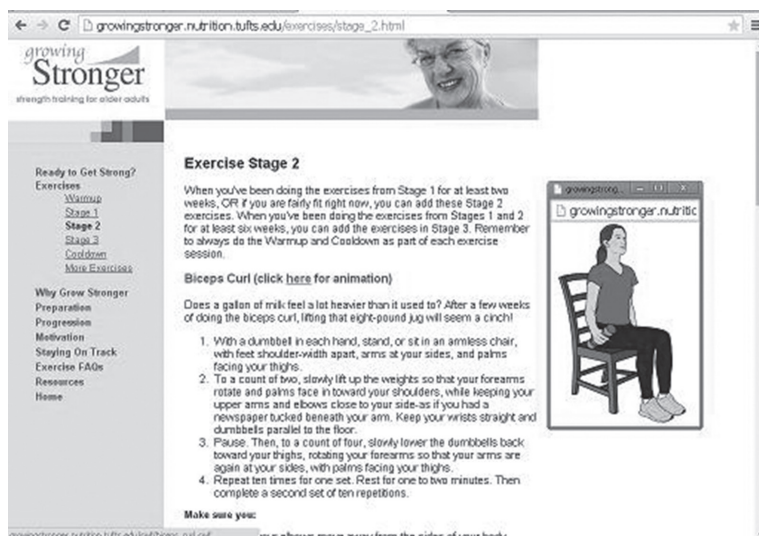 growingstronger.nutrition.tufts.edu/exercises/stage_2.html
growing
Stronger
strength training for older adults
Ready to Get Strong?
Exercises
Warmup
Stage 1
Stage 2
Stage 3
Cooldown
More Exercises
Why Grow Stronger
Preparation
Progression
Motivation
Staying On Track
Exercise FAQs
Resources
Home
Exercise Stage 2
When you've been doing the exercises from Stage 1 for at least two
weeks, OR if you are fairly fit right now, you can add these Stage 2
exercises. When you've been doing the exercises from Stages 1 and 2
for at least six weeks, you can add the exercises in Stage 3. Remember
to always do the Warmup and Cooldown as part of each exercise
session.
Biceps Curl (click here for animation)
Does a gallon of milk feel a lot heavier than it used to? After a few weeks
of doing the biceps curl, lifting that eight-pound jug will seem a cinch!
1. With a dumbbell in each hand, stand, or sit in an armless chair,
with feet shoulder-width apart, arms at your sides, and palms
facing your thighs.
2. To a count of two, slowly lift up the weights so that your forearms
rotate and palms face in toward your shoulders, while keeping your
upper arms and elbows close to your side-as if you had a
newspaper tucked beneath your arm. Keep your wrists straight and
dumbbells parallel to the floor.
3. Pause. Then, to a count of four, slowly lower the dumbbells back
toward your thighs, rotating your forearms so that your arms are
again at your sides, with palms facing your thighs.
4. Repeat ten times for one set. Rest for one to two minutes. Then
complete a second set of ten repetitions.
Make sure you:
elbows move away from the sides of your body
growingstrong...
growingstronger.nutritic